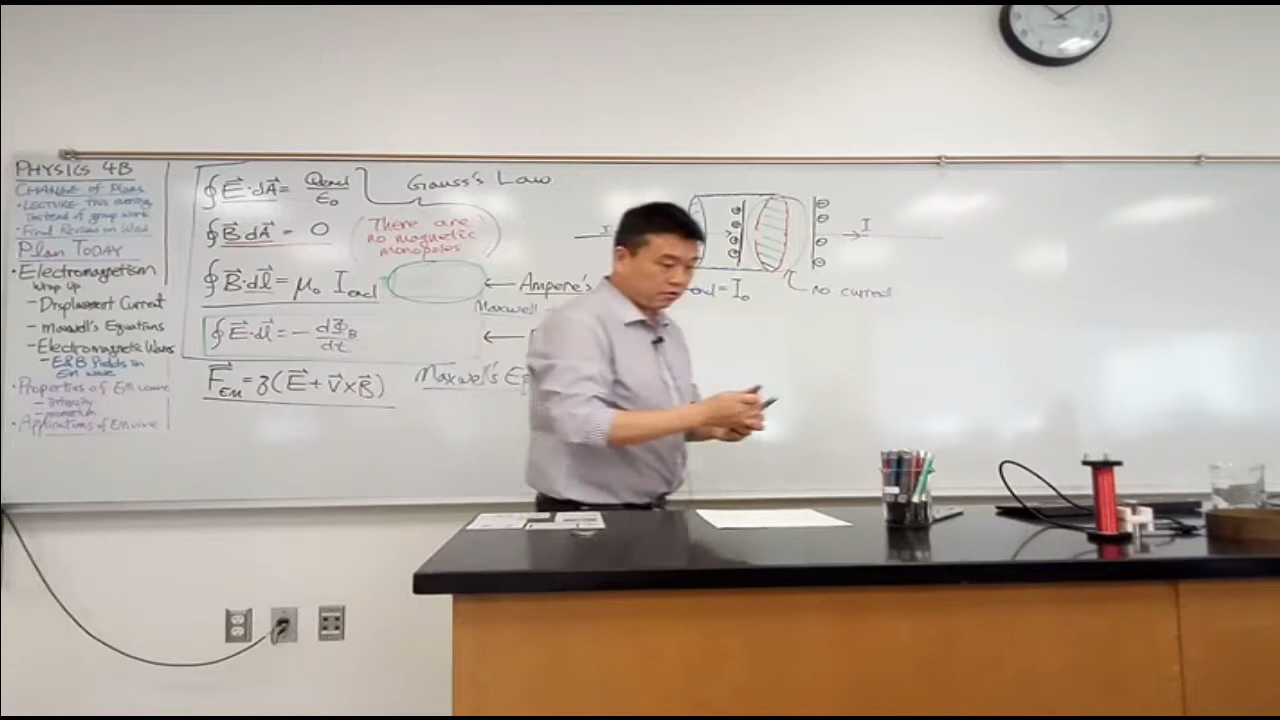 PHYSICS 4B
CHANGE of Plans
• LECTURE this evening
instead of group work
• Final Review on Wed
Plan TODAY
• Electromagnetism
wrap up
- Displacement Current
- Maxwell's Equations
- Electromagnetic Waves
- E&B fields in
EM wave
• Properties of EM wave
- intensity
- momentum
• Applications of EM wave
∮ E⃗·dA⃗ = Qencl/ε₀
Gauss's Law
∮ B⃗·dA⃗ = 0
(There are
no magnetic
monopoles)
∮ B⃗·dl⃗ = μ₀ Iencl
← Ampere's
Maxwell -
∮ E⃗·dl⃗ = - dΦB/dt
←
F⃗EM = q(E⃗ + v⃗ × B⃗)
Maxwell's Eq
I
I
encl = I₀
no current